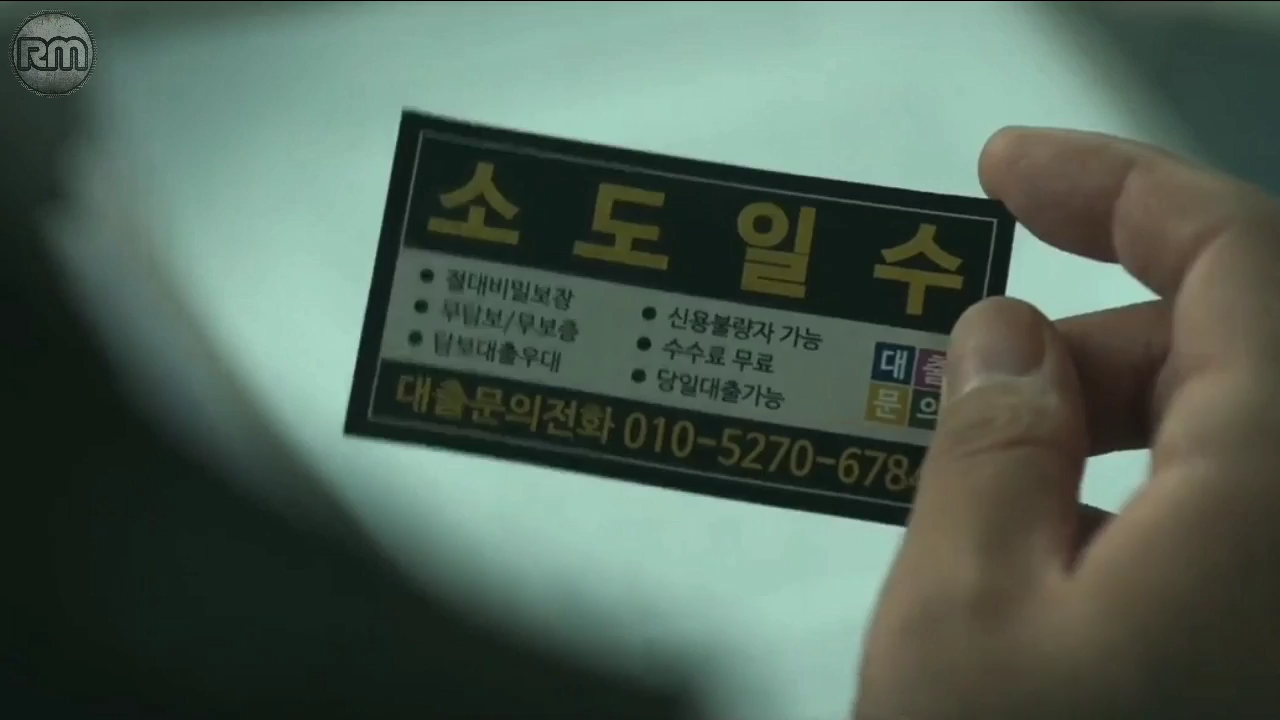 RM
소 도 일 수
● 절대비밀보장
● 무담보/무보증
● 담보대출우대
● 신용불량자 가능
● 수수료 무료
● 당일대출가능
대출
문의
대출문의전화 010-5270-678